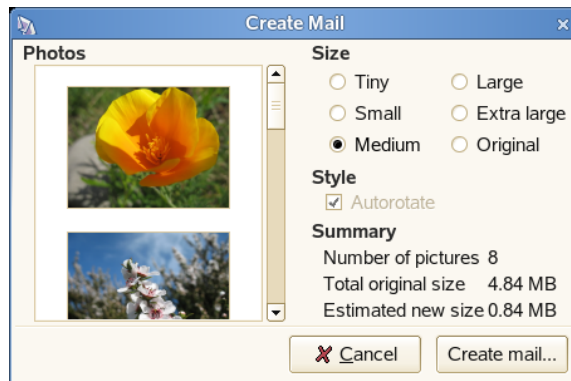 Create Mail
Photos
Size
Tiny
Large
Small
Extra large
Medium
Original
Style
Autorotate
Summary
Number of pictures 8
Total original size 4.84 MB
Estimated new size 0.84 MB
Cancel
Create mail...